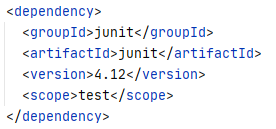 <dependency>
  <groupId>junit</groupId>
  <artifactId>junit</artifactId>
  <version>4.12</version>
  <scope>test</scope>
</dependency>